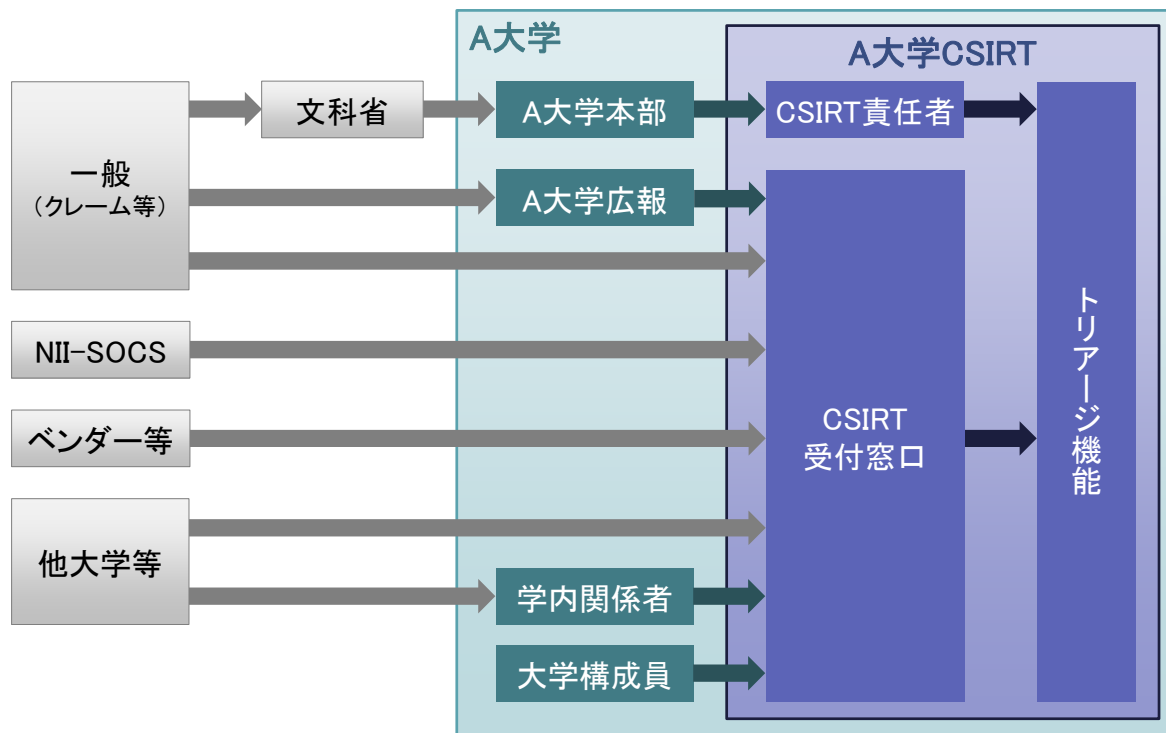 A大学
A大学CSIRT
文科省
A大学本部
CSIRT責任者
一般
（クレーム等）
A大学広報
NII-SOCS
ベンダー等
CSIRT
受付窓口
トリアージ機能
他大学等
学内関係者
大学構成員